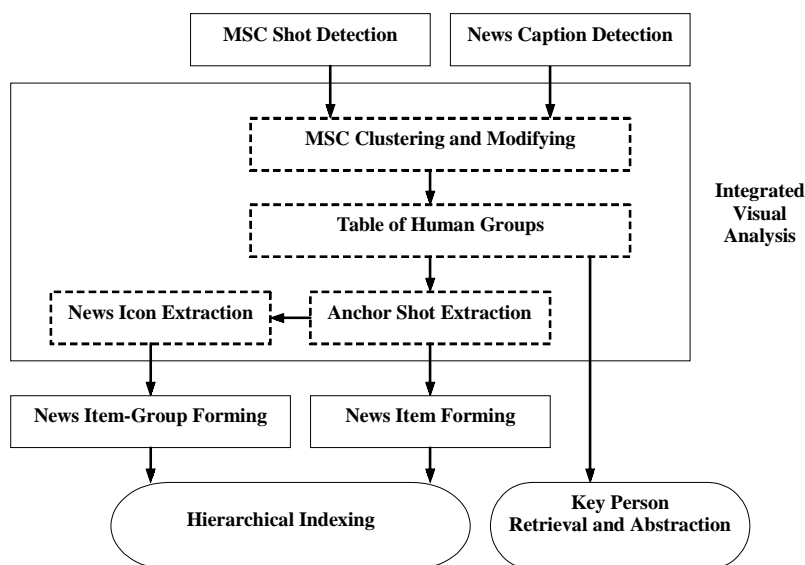 MSC Shot Detection
News Caption Detection
MSC Clustering and Modifying
Integrated
Visual
Analysis
Table of Human Groups
News Icon Extraction
Anchor Shot Extraction
News Item-Group Forming
News Item Forming
Hierarchical Indexing
Key Person
Retrieval and Abstraction